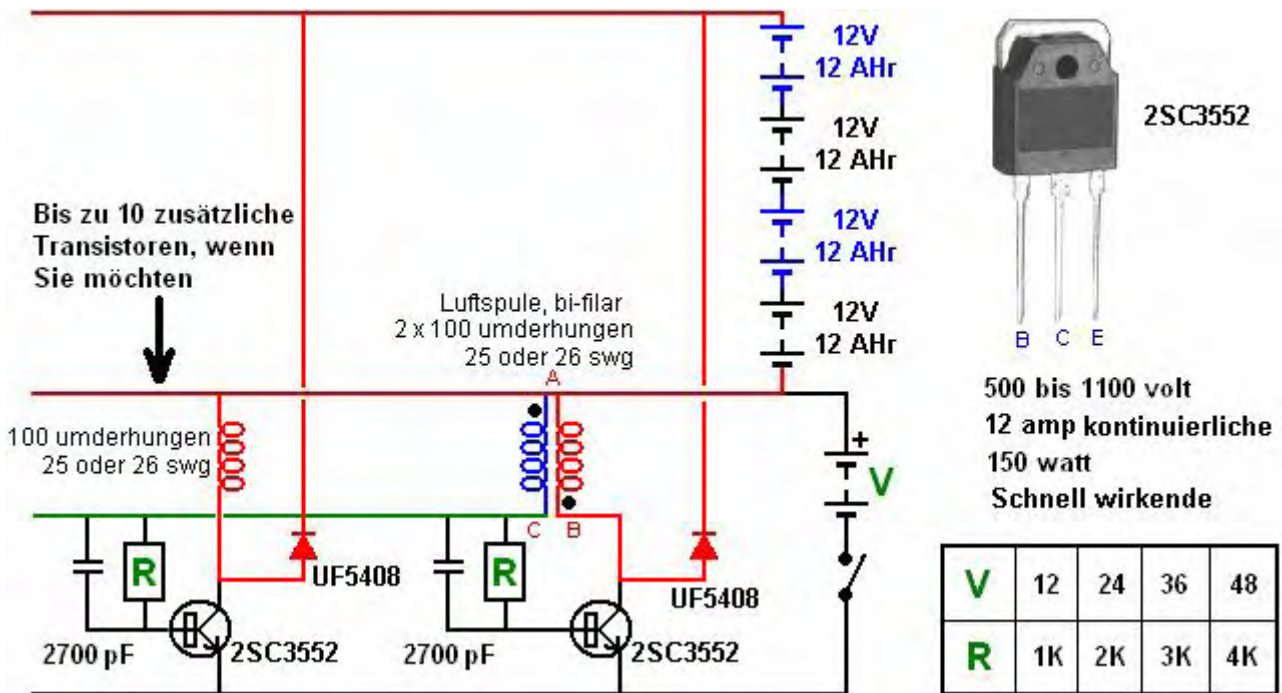 12V
12 AHr
12V
12 AHr
12V
12 AHr
12V
12 AHr
2SC3552
B C E
500 bis 1100 volt
12 amp kontinuierliche
150 watt
Schnell wirkende
Bis zu 10 zusätzliche
Transistoren, wenn
Sie möchten
Luftspule, bi-filar
2 x 100 umderhungen
25 oder 26 swg
A
100 umderhungen
25 oder 26 swg
+
V
C B
R
UF5408
R
UF5408
2700 pF
2SC3552
2700 pF
2SC3552
V 12 24 36 48
R 1K 2K 3K 4K